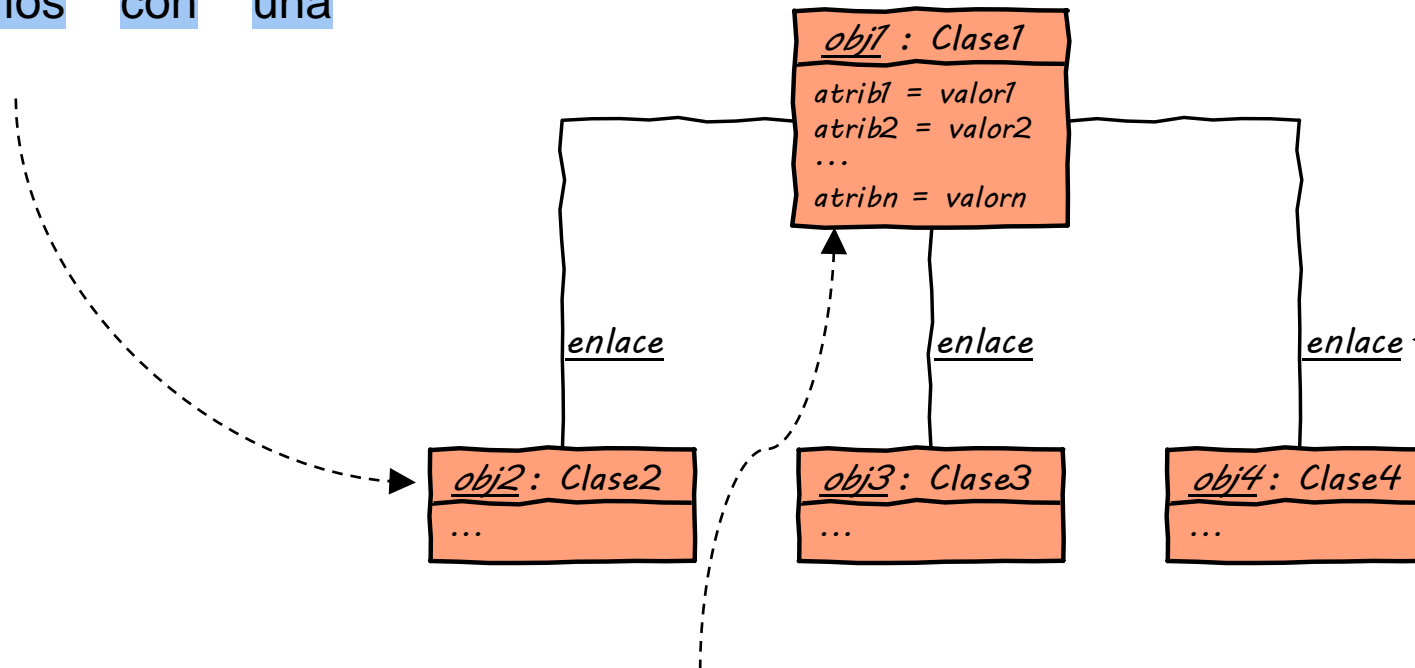 con una
obj1 : Clase1
atrib1 = valor1
atrib2 = valor2
...
atribn = valorn
enlace
enlace
enlace
obj2 : Clase2
...
obj3 : Clase3
...
obj4 : Clase4
...